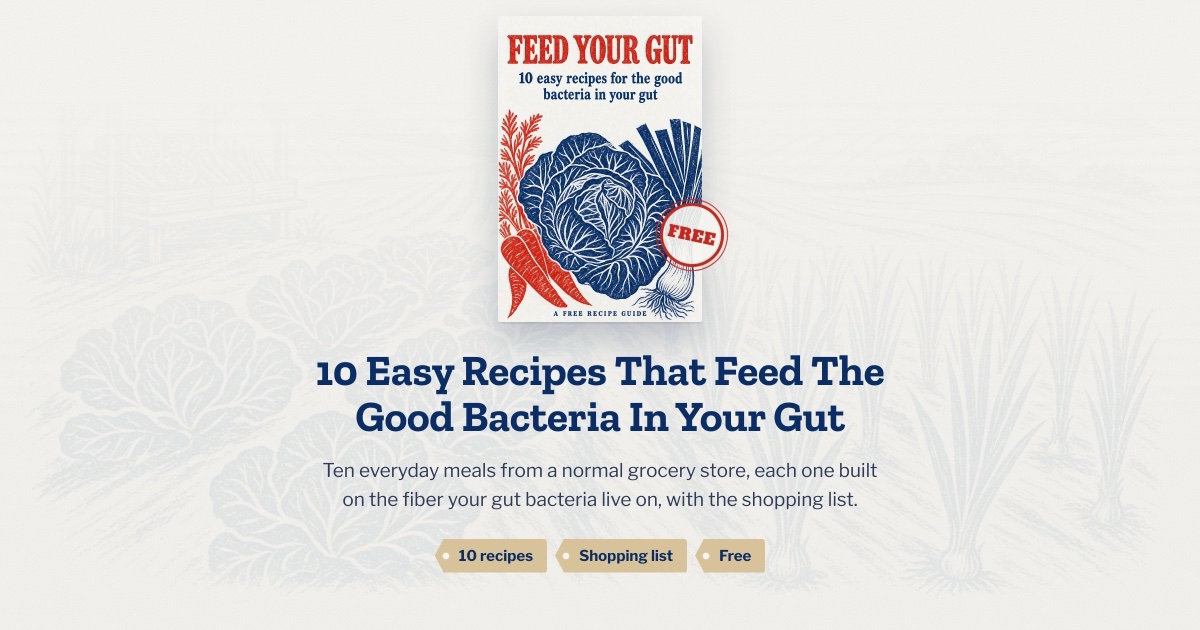 FEED YOUR GUT
10 easy recipes for the good
bacteria in your gut
FREE
A FREE RECIPE GUIDE
10 Easy Recipes That Feed The
Good Bacteria In Your Gut
Ten everyday meals from a normal grocery store, each one built
on the fiber your gut bacteria live on, with the shopping list.
10 recipes
Shopping list
Free